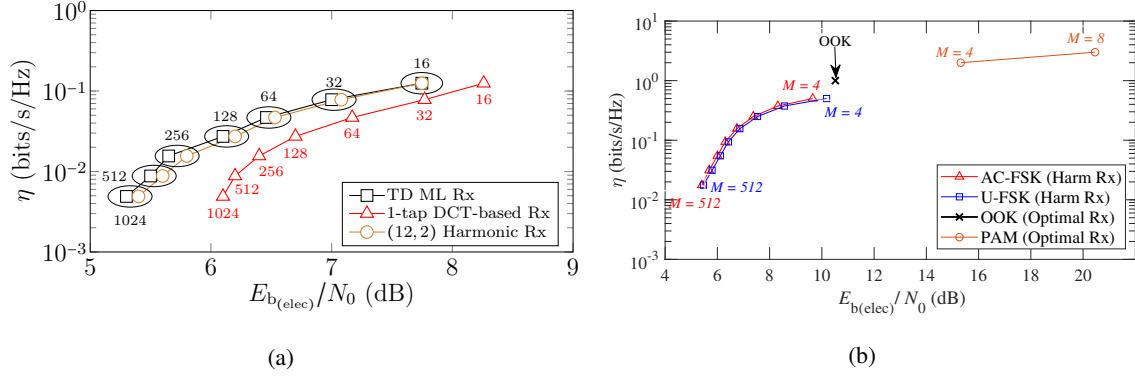 10^0
10^-1
10^-2
10^-3
η (bits/s/Hz)
16
32
64
128
256
512
1024
16
32
64
128
256
512
1024
TD ML Rx
1-tap DCT-based Rx
(12, 2) Harmonic Rx
5 6 7 8 9
E_b(elec)/N_0 (dB)
(a)
10^2
10^1
10^0
10^-1
10^-2
10^-3
η (bits/s/Hz)
OOK
M = 4
M = 8
M = 4
M = 4
M = 512
M = 512
AC-FSK (Harm Rx)
U-FSK (Harm Rx)
OOK (Optimal Rx)
PAM (Optimal Rx)
4 6 8 10 12 14 16 18 20
E_b(elec)/N_0 (dB)
(b)